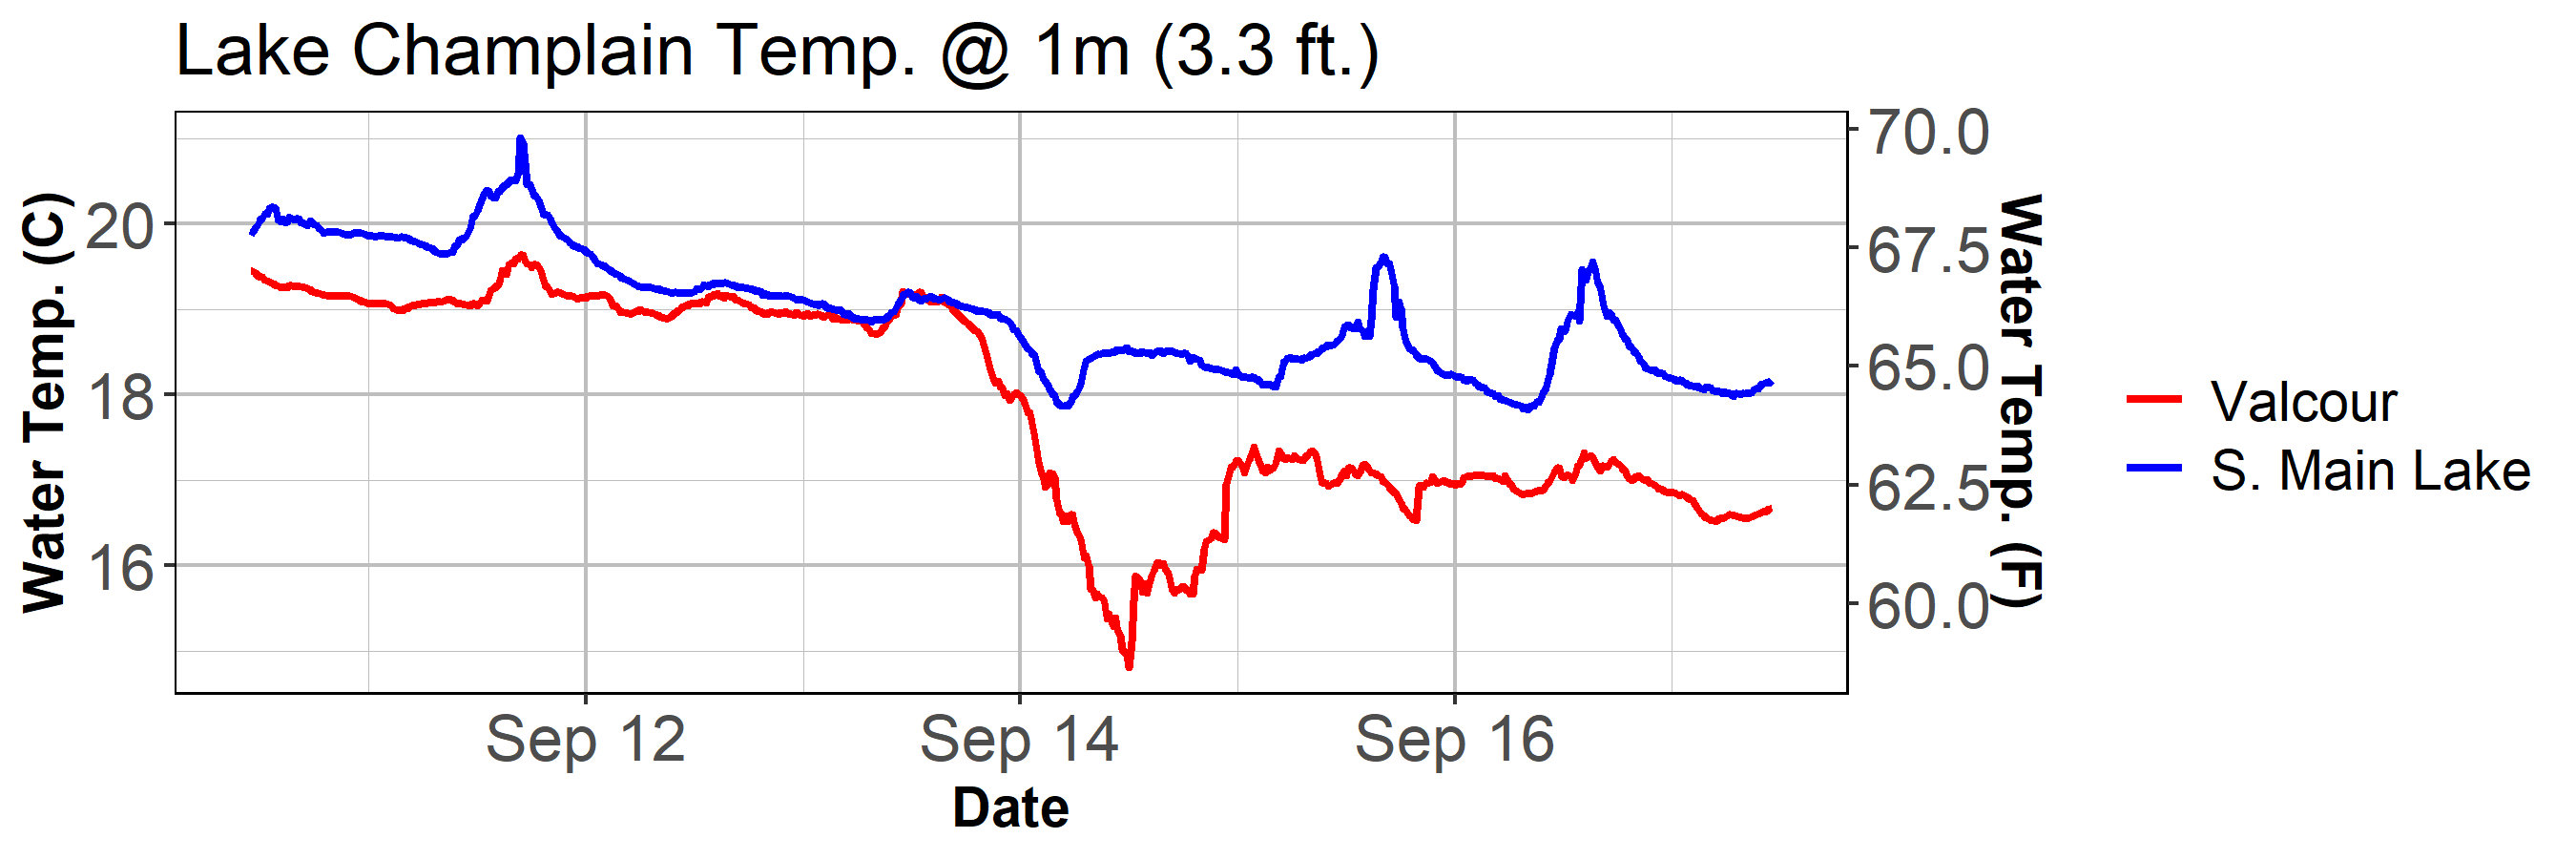 Lake Champlain Temp. @ 1m (3.3 ft.)
Water Temp. (C)
20
18
16
70.0
67.5
65.0
62.5
60.0
Water Temp. (F)
Sep 12
Sep 14
Sep 16
Date
Valcour
S. Main Lake